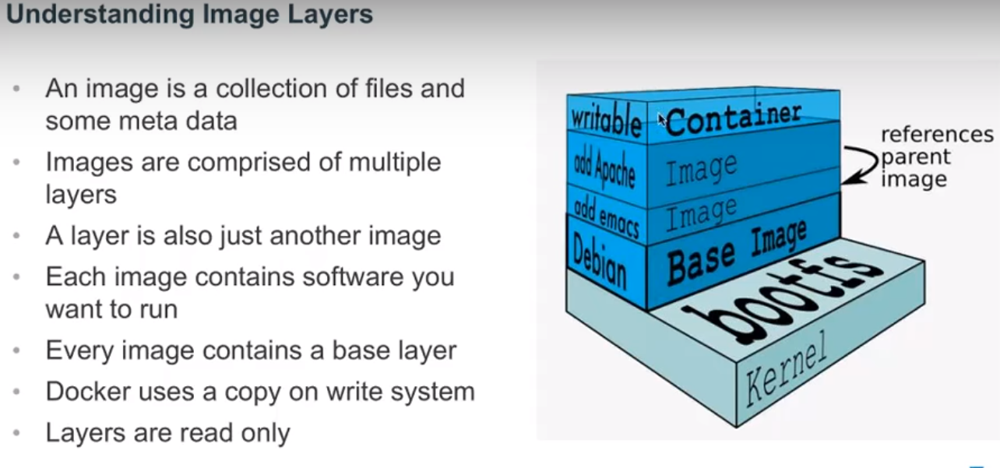 Understanding Image Layers
• An image is a collection of files and
some meta data
• Images are comprised of multiple
layers
• A layer is also just another image
• Each image contains software you
want to run
• Every image contains a base layer
• Docker uses a copy on write system
• Layers are read only
writable Container
add Apache Image
add emacs Image
Debian Base Image
bootfs
Kernel
references
parent
image